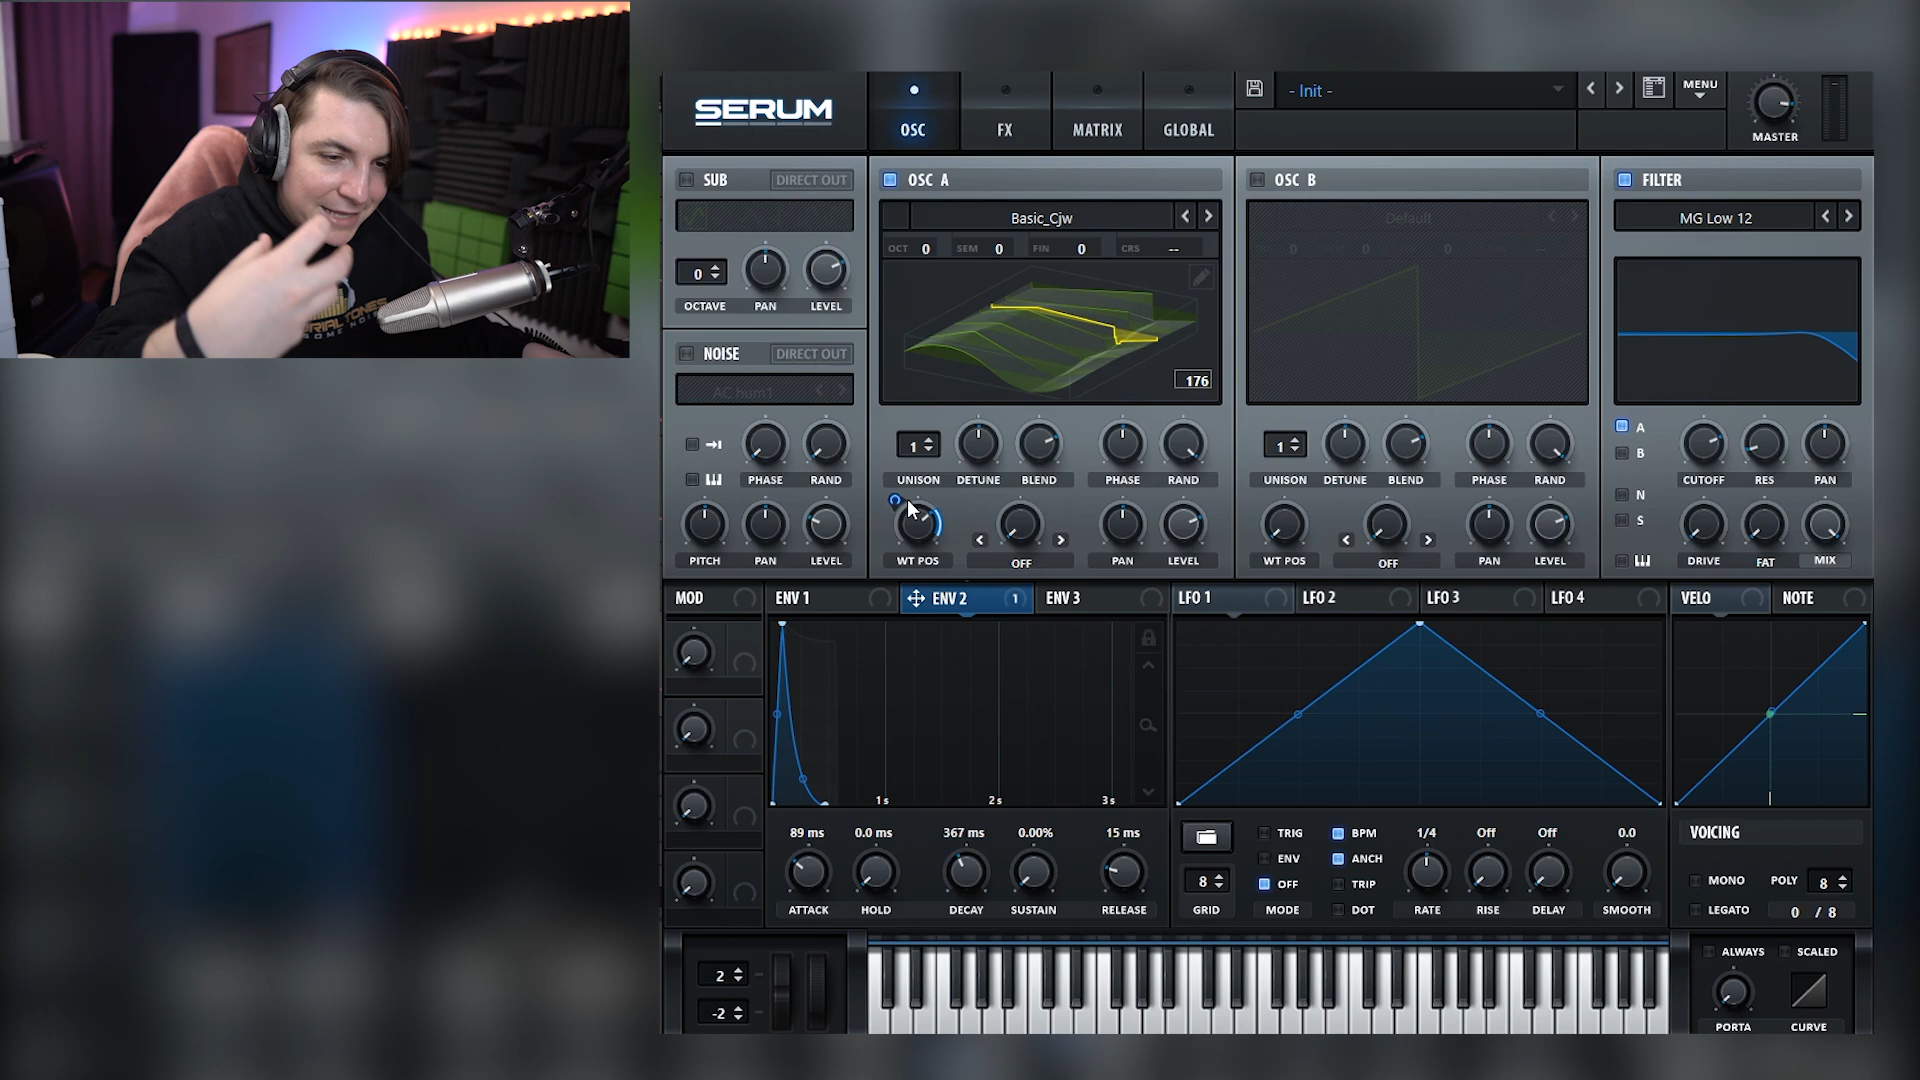 SERUM
OSC
FX
MATRIX
GLOBAL
- Init -
MENU
MASTER
SUB
DIRECT OUT
0
OCTAVE
PAN
LEVEL
NOISE
DIRECT OUT
AC hum1
PHASE
RAND
PITCH
PAN
LEVEL
OSC A
Basic_Cjw
OCT 0 SEM 0 FIN 0 CRS --
176
1
UNISON DETUNE BLEND PHASE RAND
WT POS OFF PAN LEVEL
OSC B
Default
1
UNISON DETUNE BLEND PHASE RAND
WT POS OFF PAN LEVEL
FILTER
MG Low 12
A
B
N
S
CUTOFF RES PAN
DRIVE FAT MIX
MOD
ENV 1
ENV 2 1
ENV 3
LFO 1
LFO 2
LFO 3
LFO 4
VELO
NOTE
1s 2s 3s
89 ms 0.0 ms 367 ms 0.00% 15 ms
ATTACK HOLD DECAY SUSTAIN RELEASE
8
GRID
TRIG
ENV
OFF
MODE
BPM
ANCH
TRIP
DOT
1/4 Off Off 0.0
RATE RISE DELAY SMOOTH
VOICING
MONO POLY 8
LEGATO 0 / 8
2
-2
ALWAYS SCALED
PORTA CURVE